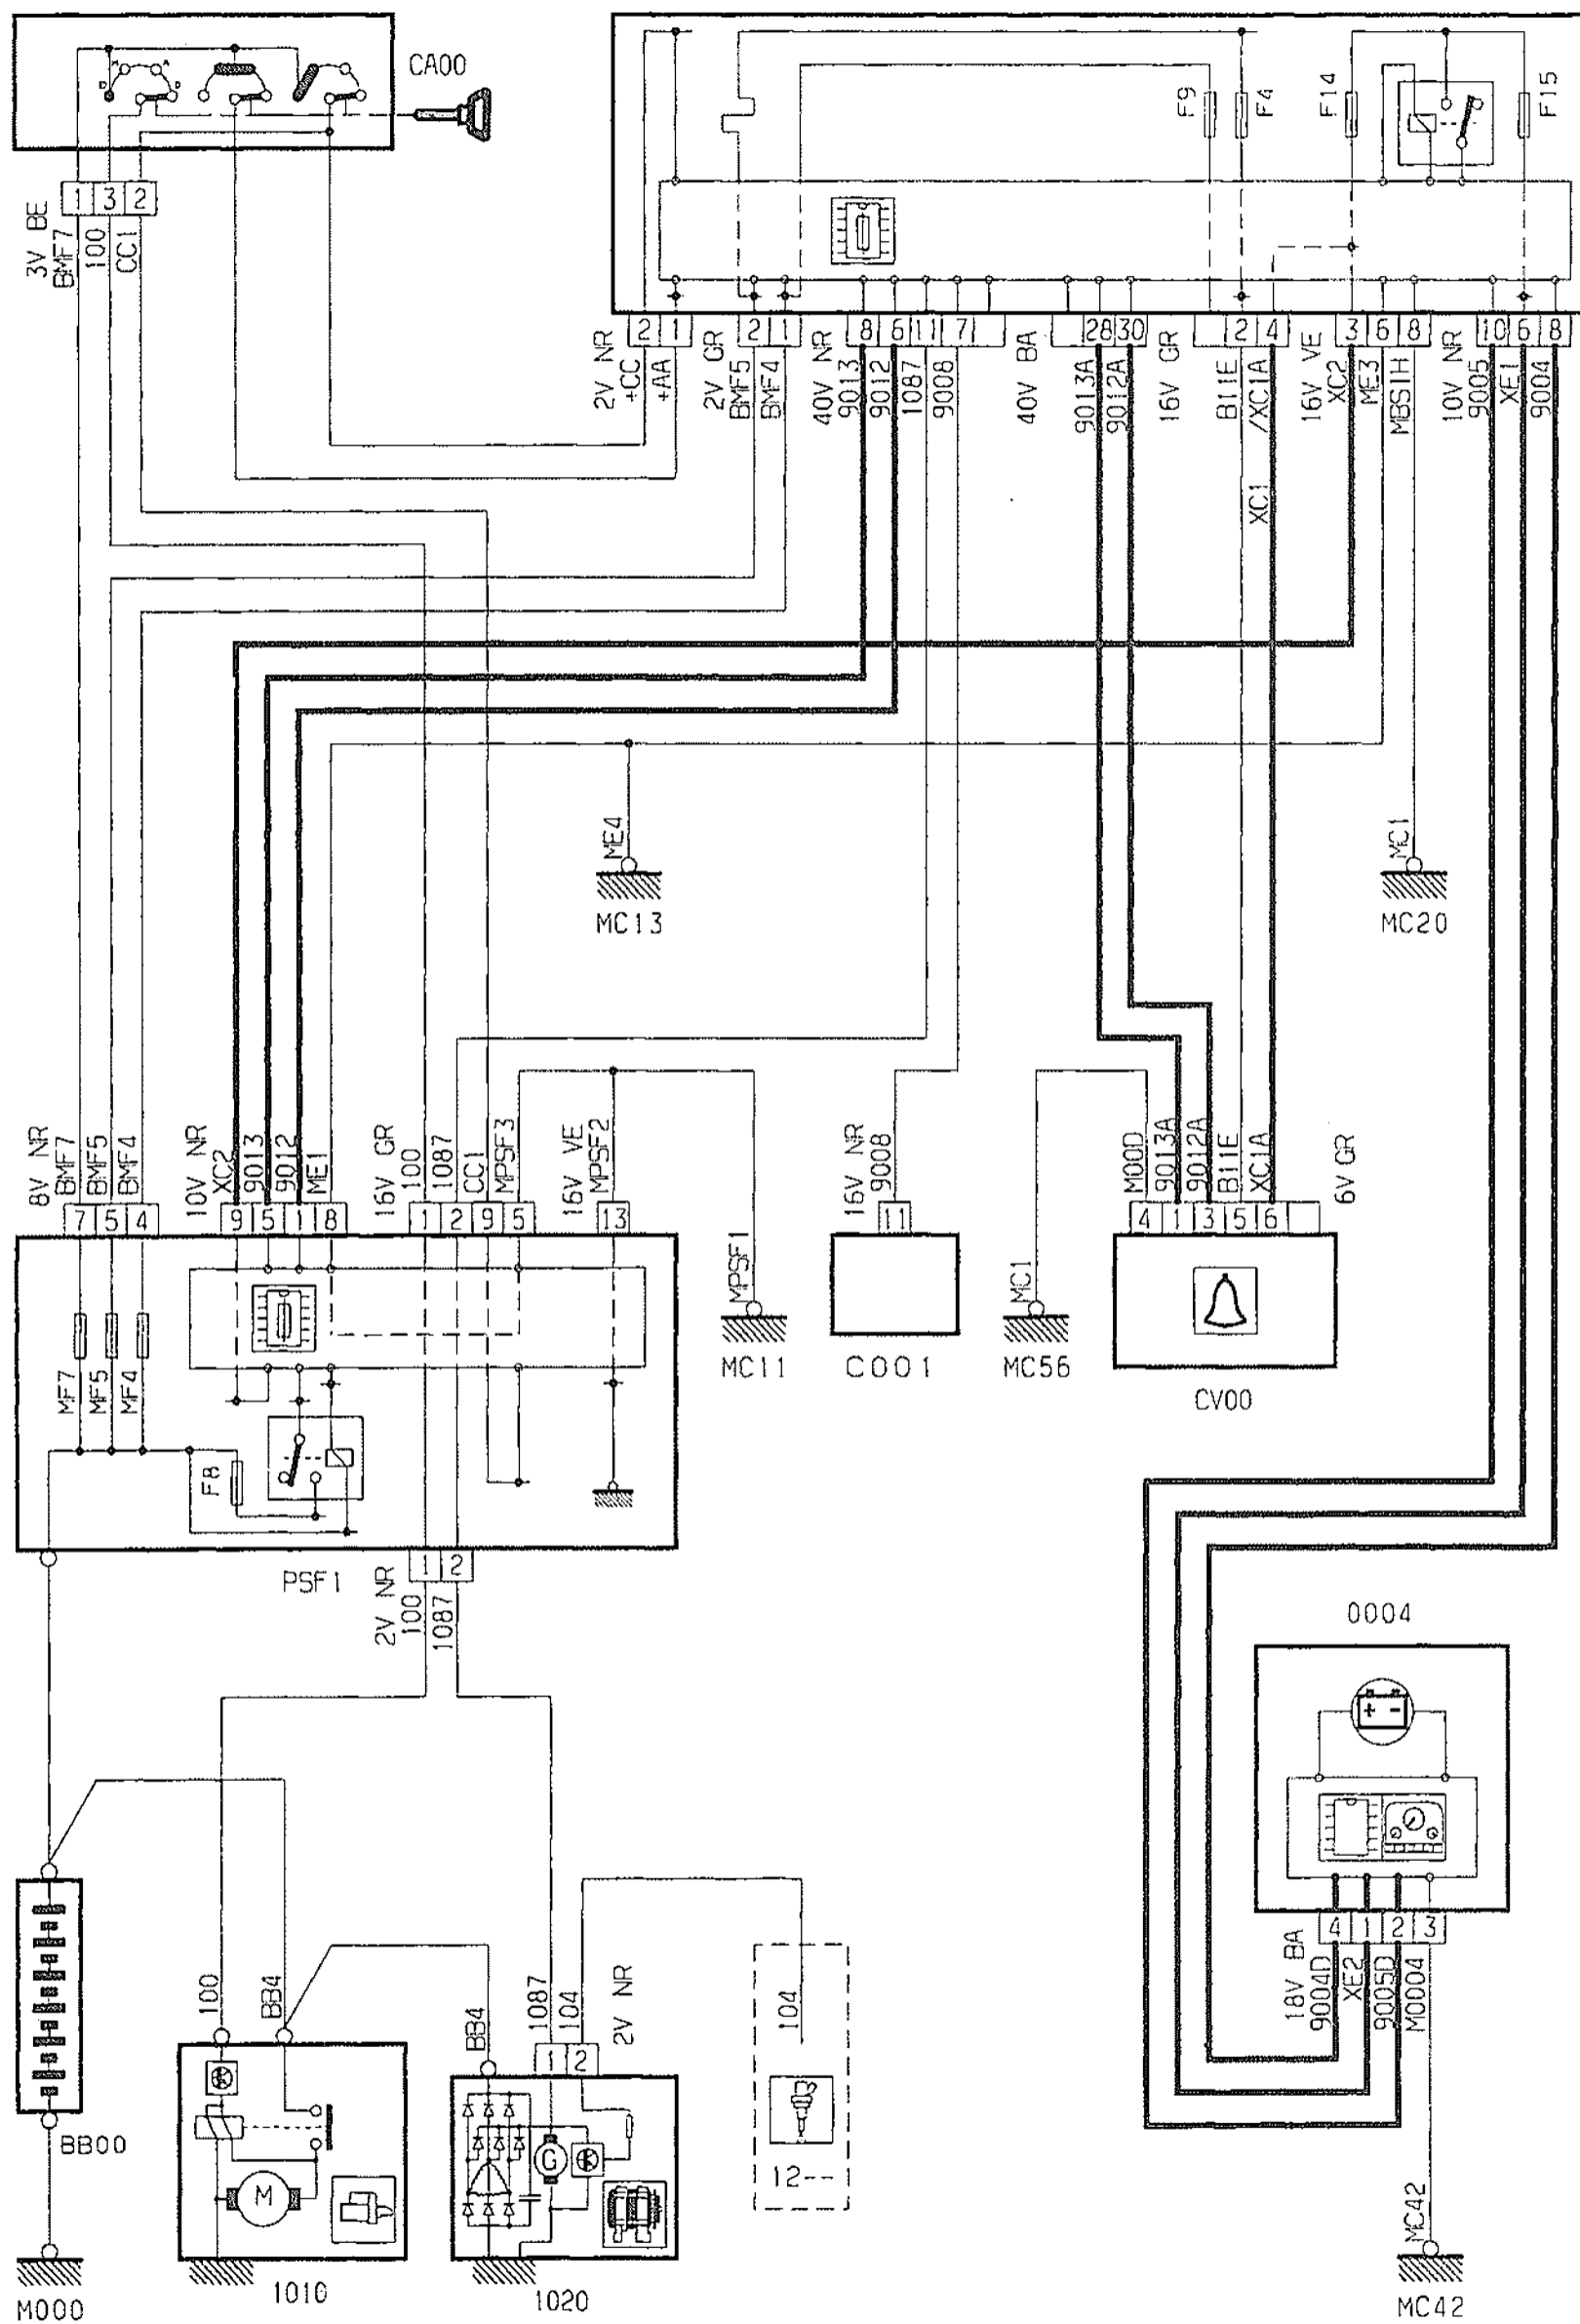 CA00
A
A
D
D
F9
F4
F14
F15
1
3
2
3V BE
BMF7
100
CC1
2
1
2
1
8
6
11
7
28
30
2
4
3
6
8
10
6
8
2V NR
+CC
+AA
2V GR
BMF5
BMF4
40V NR
9013
9012
1087
9008
40V BA
9013A
9012A
16V GR
B11E
XC1 /XC1A
16V VE
XC2
ME3
MBSIH
10V NR
9005
XE1
9004
ME4
MC13
MC1
MC20
8V NR
BMF7
BMF5
BMF4
10V NR
XC2
9013
9012
ME1
16V GR
100
1087
CC1
MPSF3
16V VE
MPSF2
16V NR
9008
M00D
9013A
9012A
B11E
XC1A
6V GR
7
5
4
9
5
1
8
1
2
9
5
13
11
4
1
3
5
6
MPSF1
MC11
C001
MC1
MC56
CV00
MF7
MF5
MF4
F8
PSF1
1
2
2V NR
100
1087
0004
+ -
4
1
2
3
18V BA
9004D
XE2
9005D
M0004
100
BB4
BB4
1087
104
2V NR
104
1
2
BB00
M
G
12--
M000
1010
1020
MC42
MC42